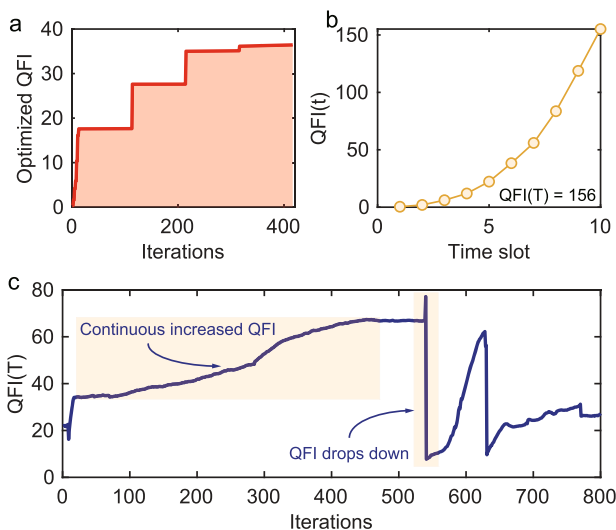 a
Optimized QFI
40
30
20
10
0
0
200
400
Iterations
b
QFI(t)
150
100
50
0
0
5
10
QFI(T) = 156
Time slot
c
QFI(T)
80
60
40
20
0
Continuous increased QFI
QFI drops down
0
100
200
300
400
500
600
700
800
Iterations